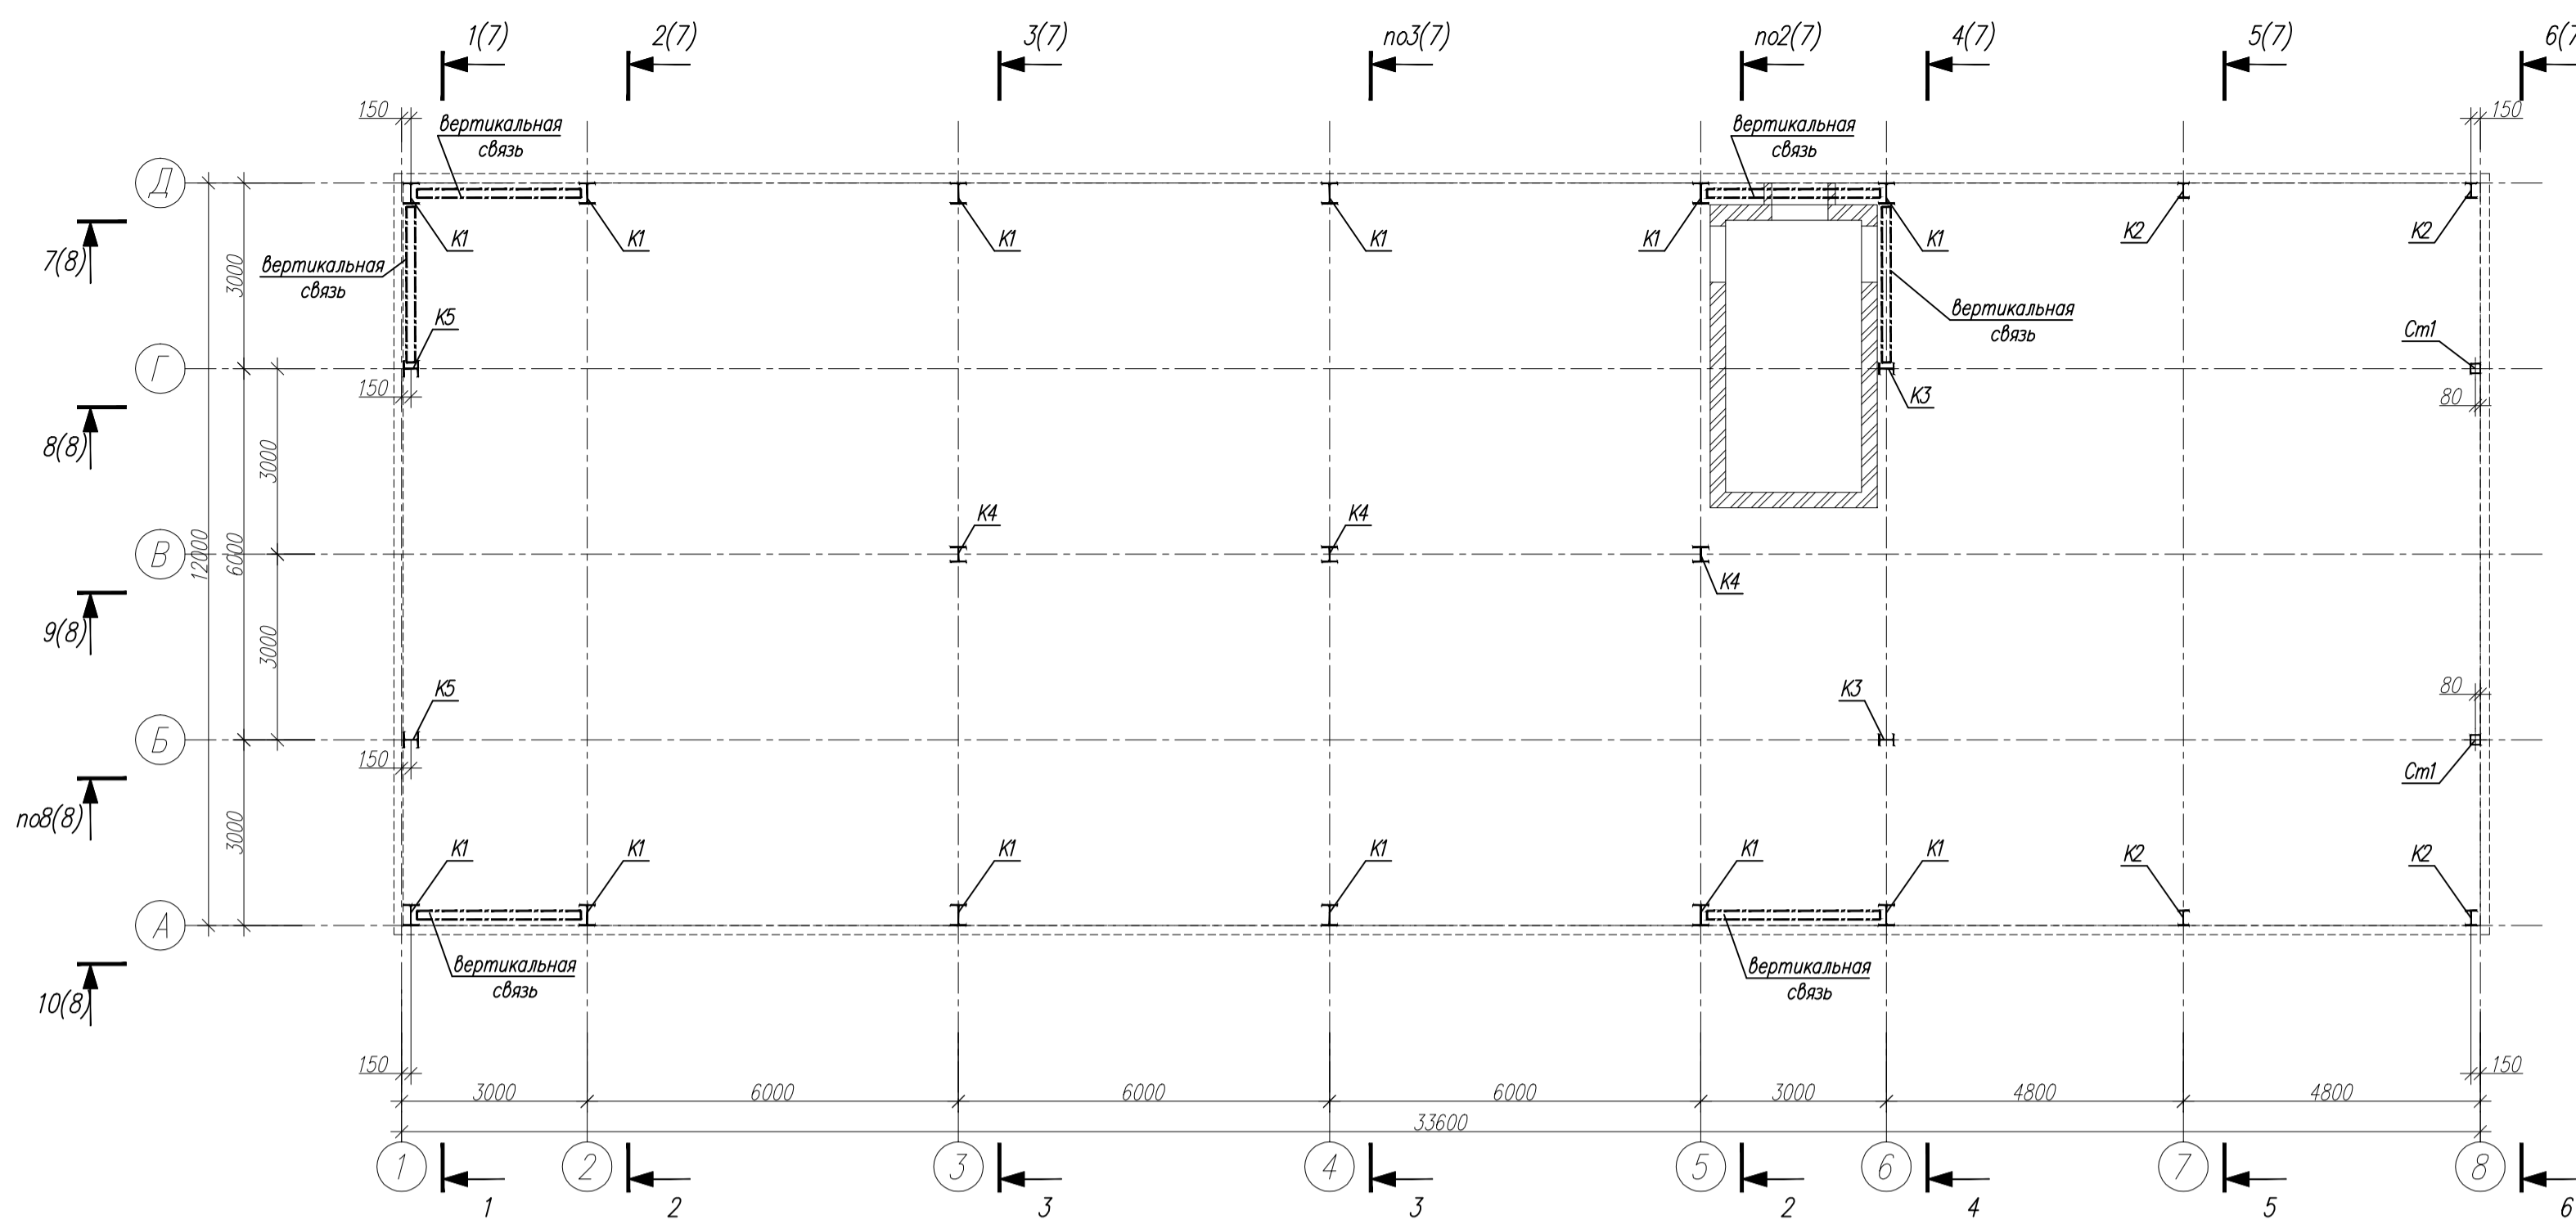 1(7) 2(7) 3(7) по3(7) по2(7) 4(7) 5(7) 6(7
150 150
вертикальная
связь
вертикальная
связь
Д
К1 К1 К1 К1 К1 К1 К2 К2
7(8)
вертикальная
связь
3000
вертикальная
связь
К5
Ст1
Г
150
К3
80
8(8)
3000
К4 К4
В
12000
6000
К4
9(8)
3000
К5
К3
80
Б
150
Ст1
по8(8)
3000
К1 К1 К1 К1 К1 К1 К2 К2
А
вертикальная
связь
вертикальная
связь
10(8)
150 150
3000 6000 6000 6000 3000 4800 4800
33600
1 2 3 4 5 6 7 8
1 2 3 3 2 4 5 6